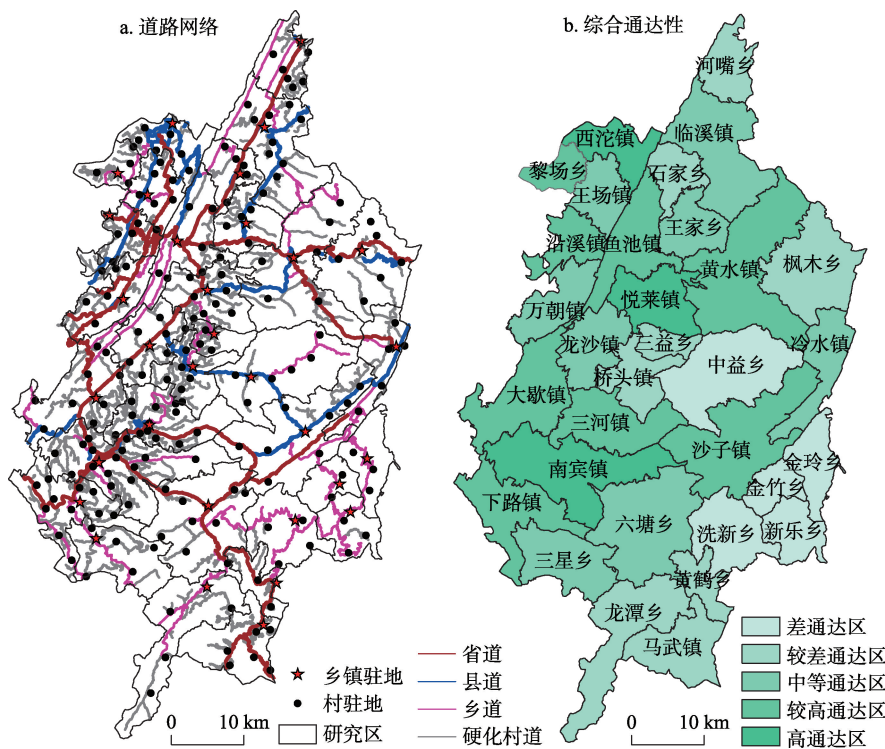 a. 道路网络
乡镇驻地
村驻地
研究区
省道
县道
乡道
硬化村道
0 10 km
b. 综合通达性
河嘴乡
西沱镇
临溪镇
黎场乡
石家乡
王场镇
王家乡
沿溪镇
鱼池镇
黄水镇
枫木乡
悦莱镇
万朝镇
龙沙镇
三益乡
冷水镇
中益乡
桥头镇
大歇镇
三河镇
沙子镇
南宾镇
金玲乡
金竹乡
下路镇
六塘乡
洗新乡
新乐乡
三星乡
黄鹤乡
龙潭乡
马武镇
差通达区
较差通达区
中等通达区
较高通达区
高通达区
0 10 km